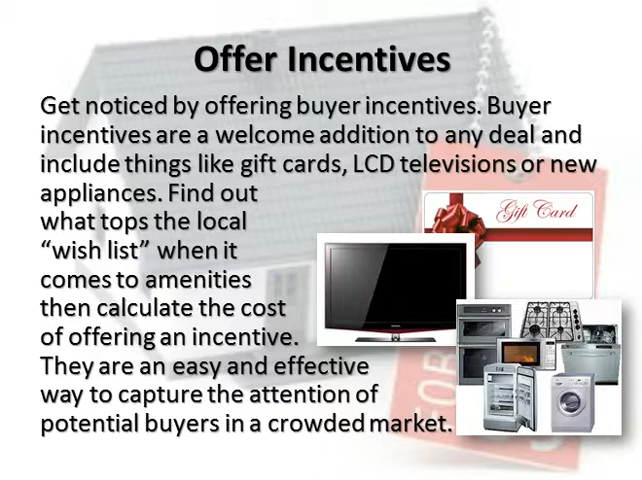 Offer Incentives
Get noticed by offering buyer incentives. Buyer
incentives are a welcome addition to any deal and
include things like gift cards, LCD televisions or new
appliances. Find out
what tops the local
“wish list” when it
comes to amenities
then calculate the cost
of offering an incentive.
They are an easy and effective
way to capture the attention of
potential buyers in a crowded market.
Gift Card
FOR